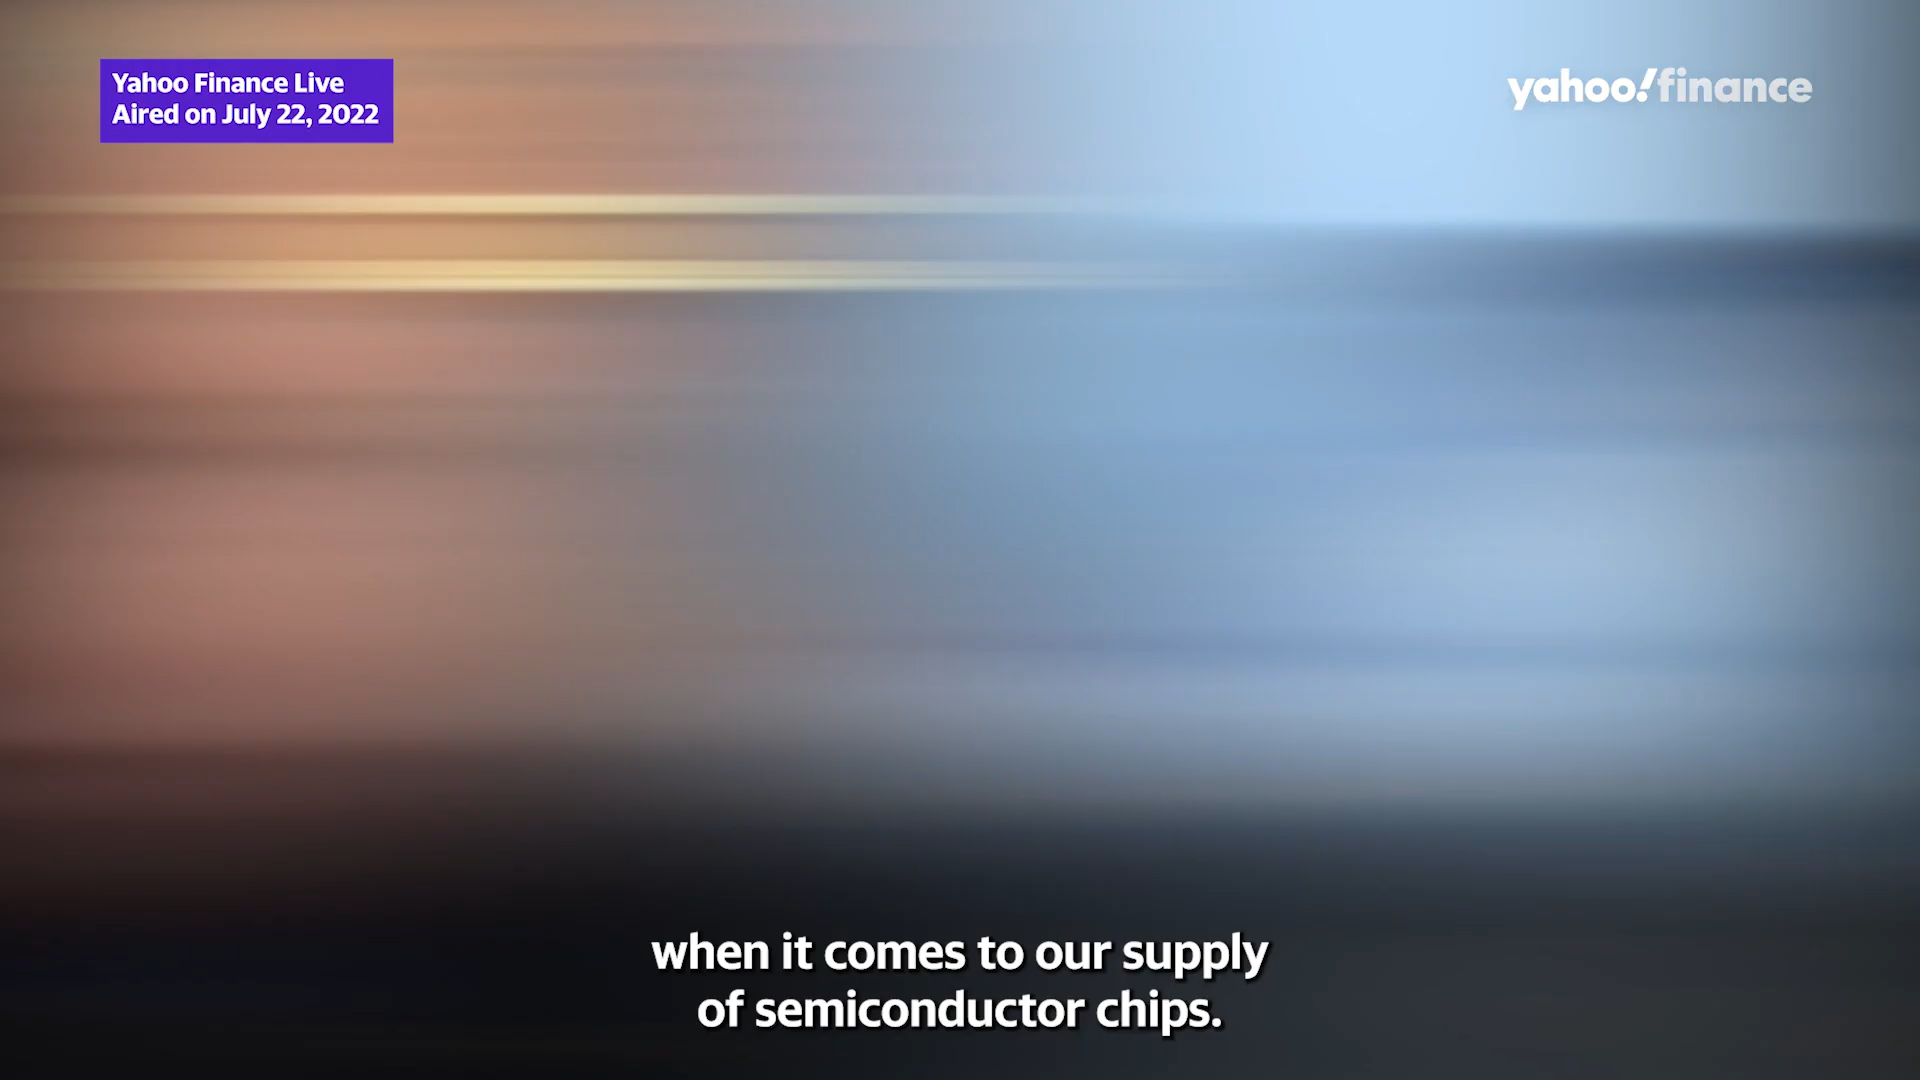 Yahoo Finance Live
Aired on July 22, 2022
yahoo!finance
when it comes to our supply
of semiconductor chips.